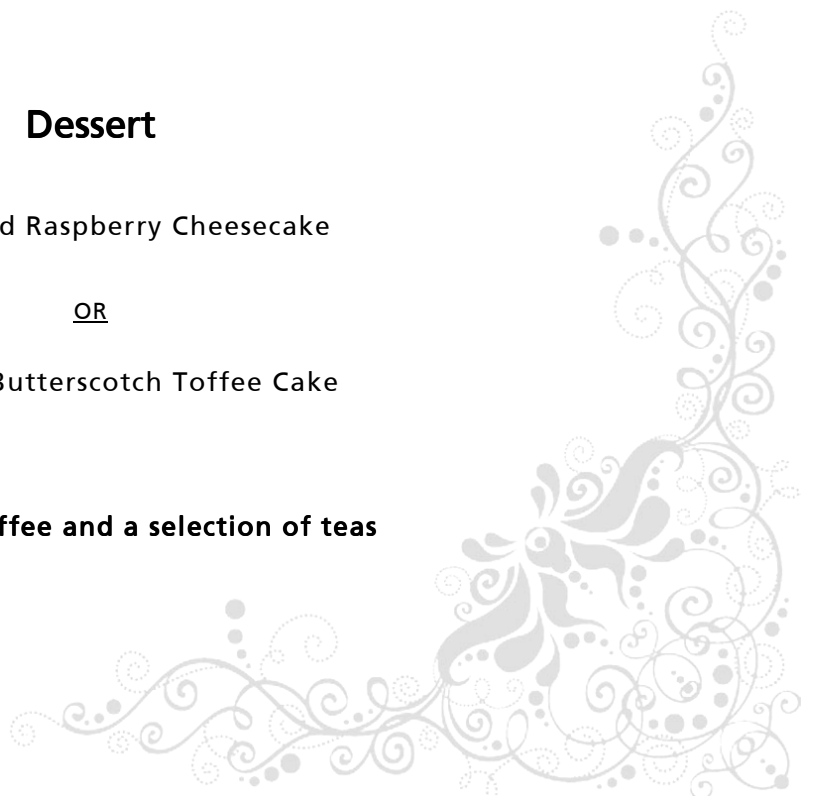 Dessert
d Raspberry Cheesecake
OR
Butterscotch Toffee Cake
ffee and a selection of teas